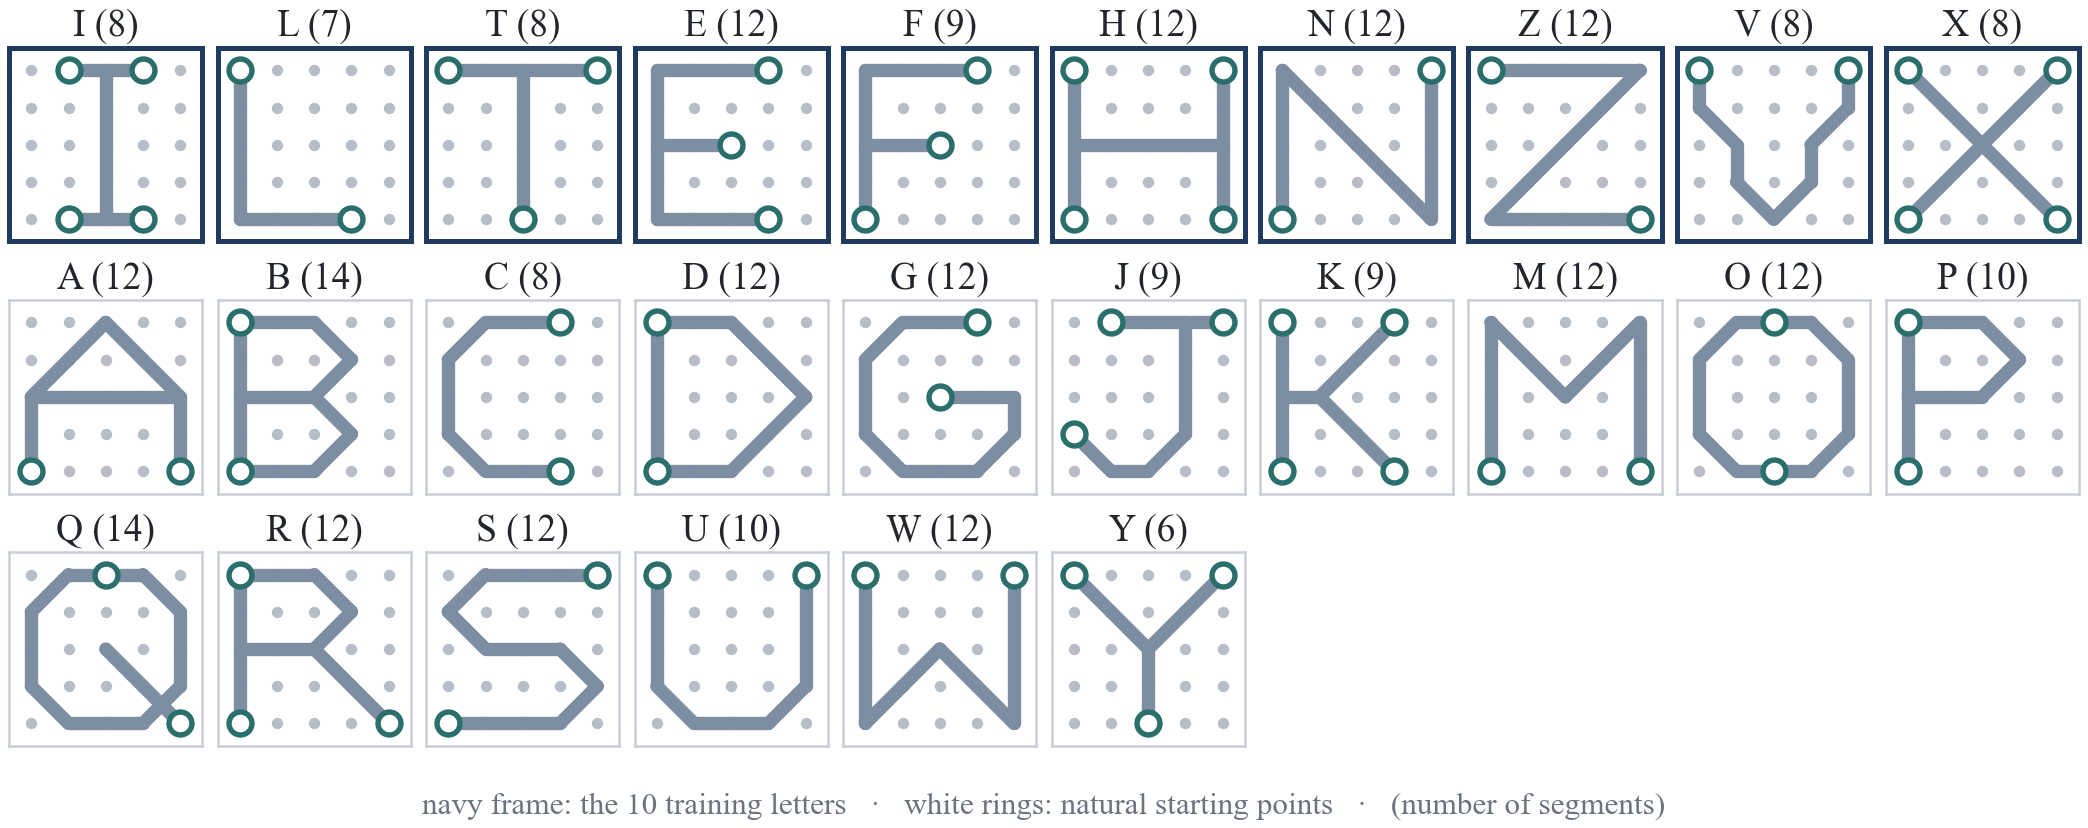 I (8) L (7) T (8) E (12) F (9) H (12) N (12) Z (12) V (8) X (8)
A (12) B (14) C (8) D (12) G (12) J (9) K (9) M (12) O (12) P (10)
Q (14) R (12) S (12) U (10) W (12) Y (6)
navy frame: the 10 training letters · white rings: natural starting points · (number of segments)